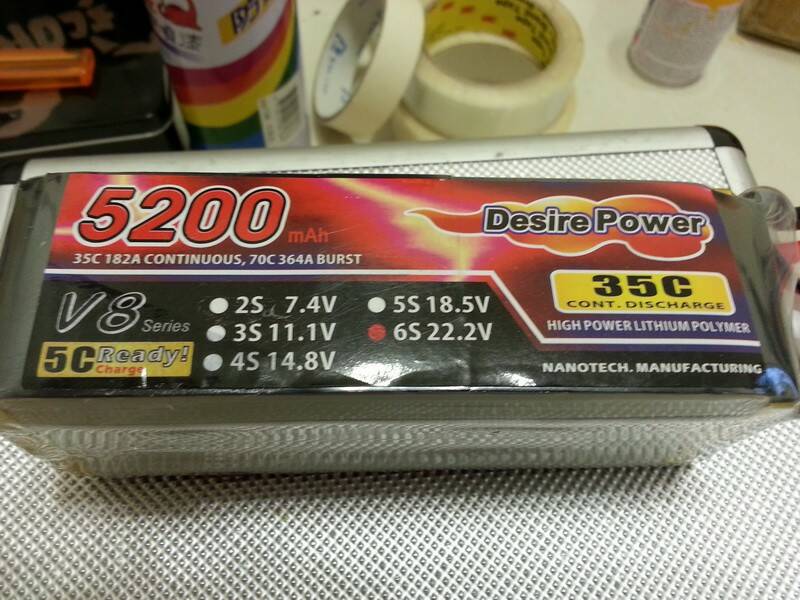 5200 mAh
Desire Power
35C 182A CONTINUOUS, 70C 364A BURST
35C
CONT. DISCHARGE
HIGH POWER LITHIUM POLYMER
V8 Series
2S 7.4V
5S 18.5V
3S 11.1V
6S 22.2V
4S 14.8V
5C Ready!
Charge
NANOTECH. MANUFACTURING